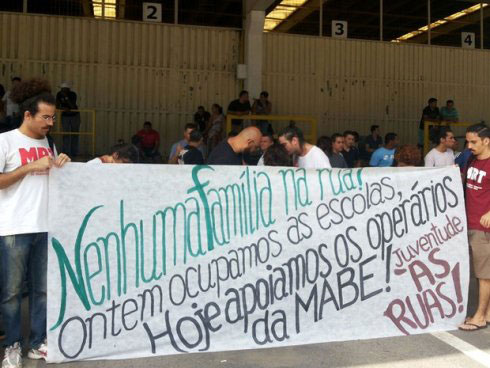 2
3
4
MRT
Nenhuma família na rua!
Ontem ocupamos as escolas,
Hoje apoiamos os operários
da MABE!
Juventude
ÀS
RUAS!